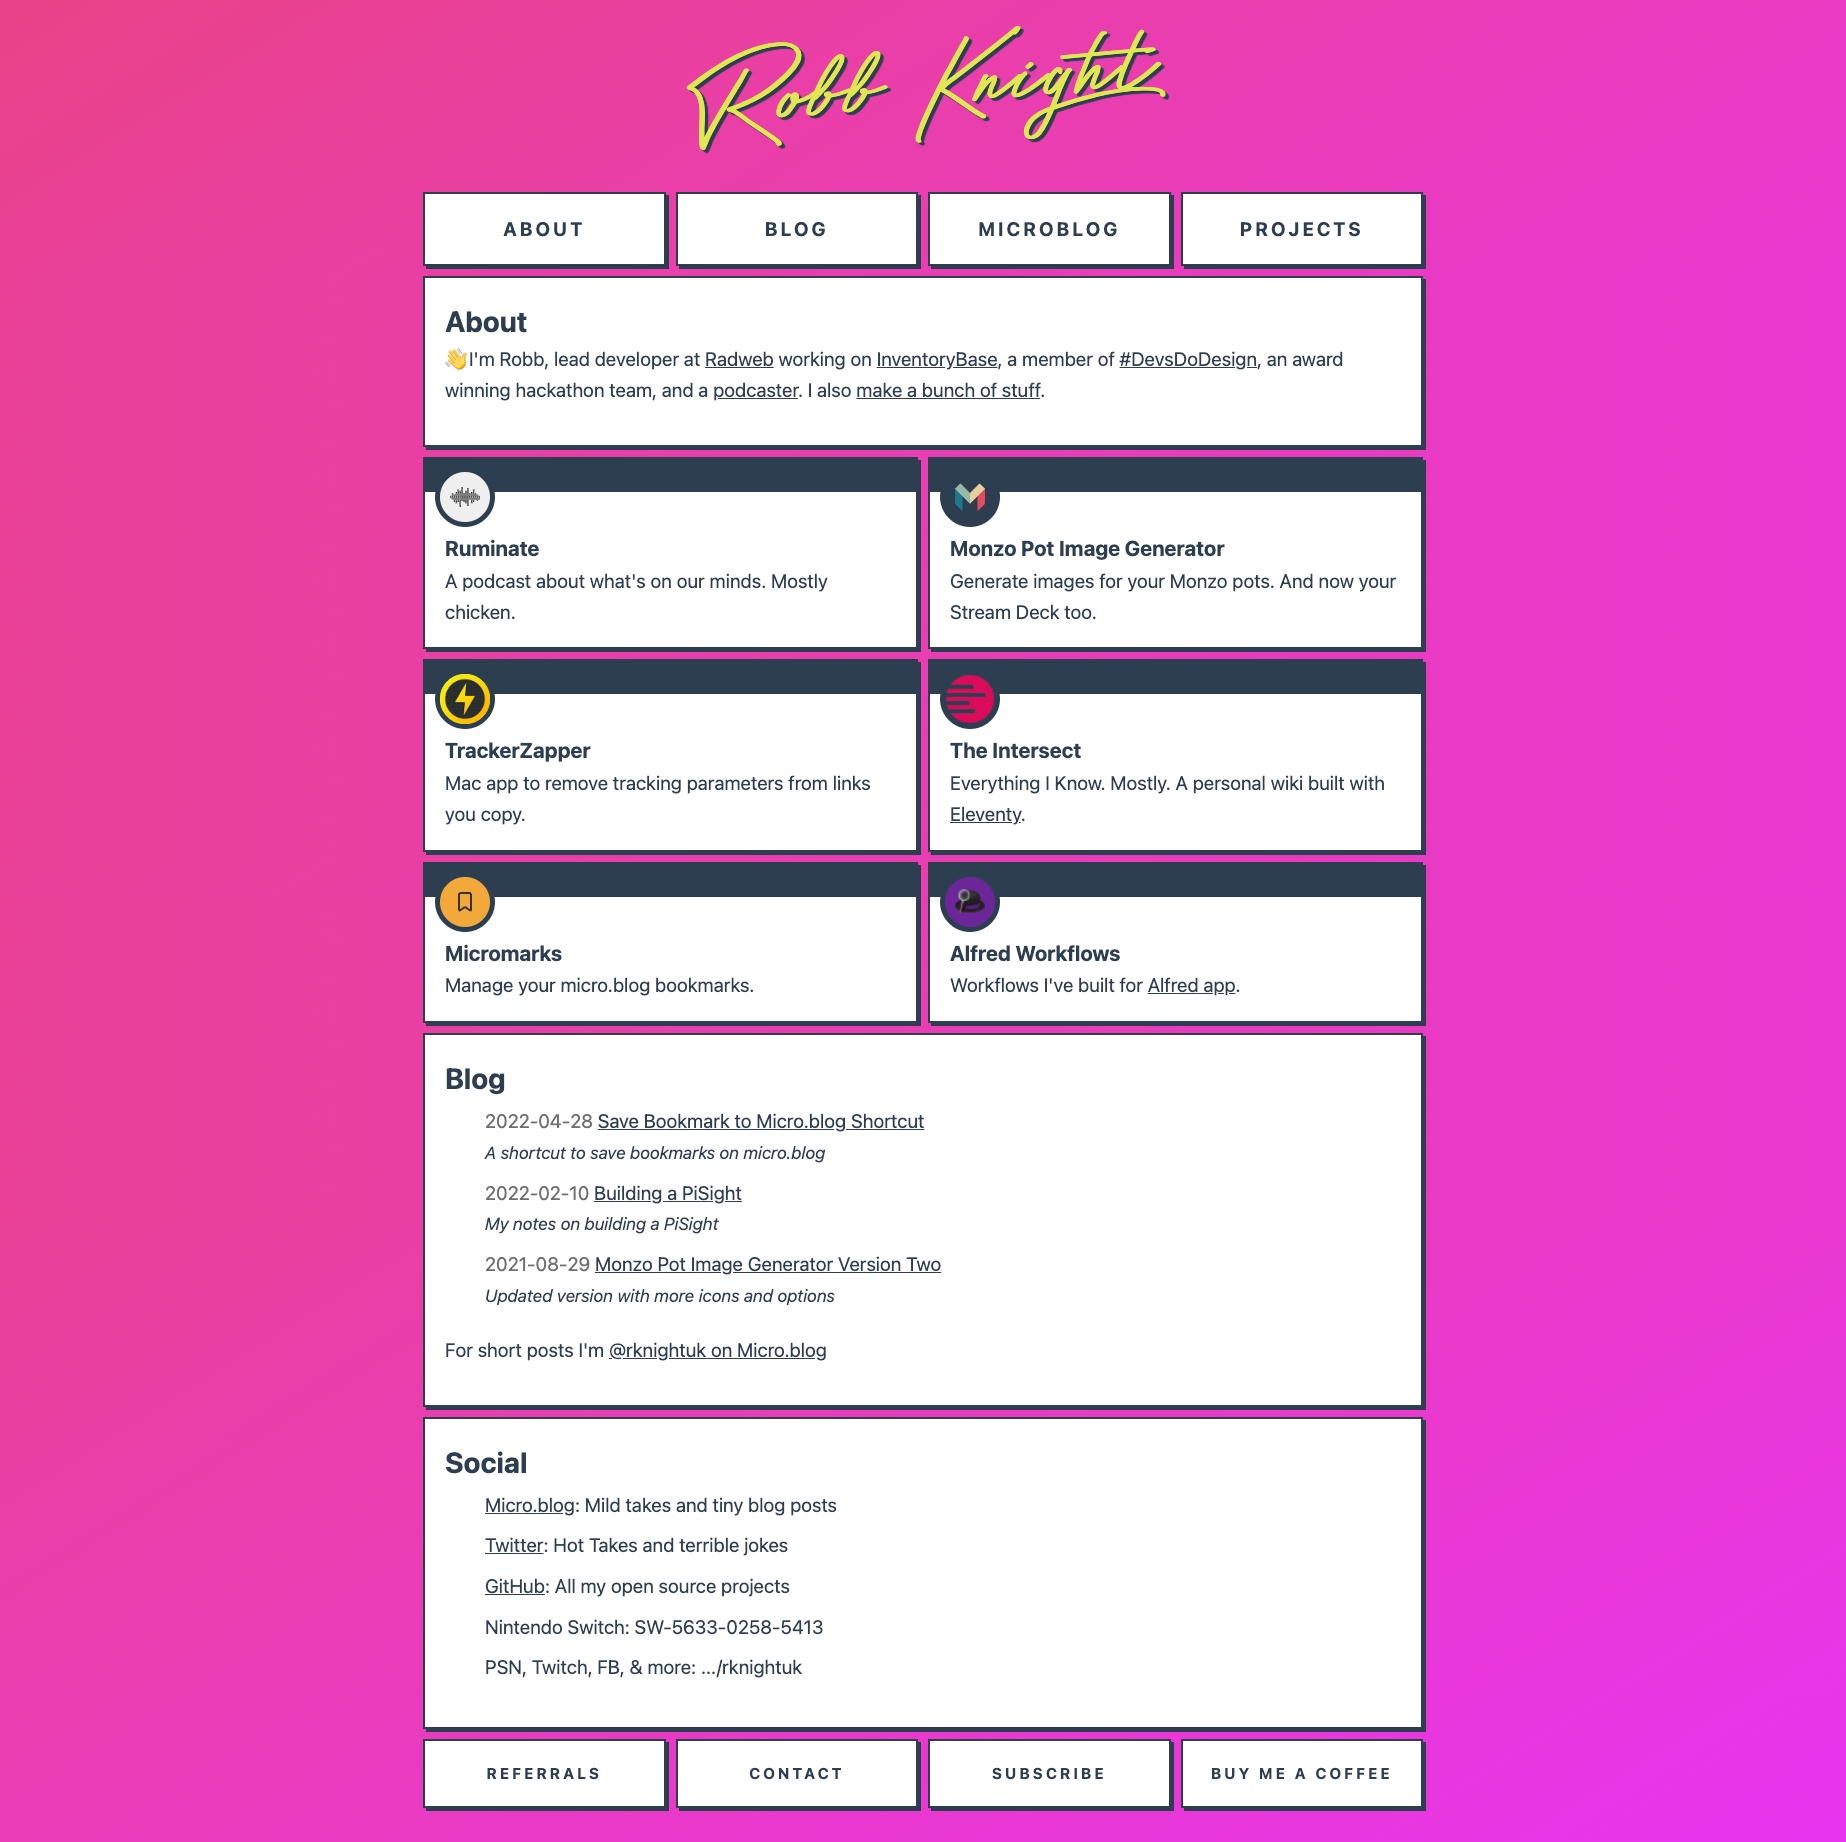 Robb Knight
ABOUT
BLOG
MICROBLOG
PROJECTS
About
👋I'm Robb, lead developer at Radweb working on InventoryBase, a member of #DevsDoDesign, an award
winning hackathon team, and a podcaster. I also make a bunch of stuff.
Ruminate
A podcast about what's on our minds. Mostly
chicken.
Monzo Pot Image Generator
Generate images for your Monzo pots. And now your
Stream Deck too.
TrackerZapper
Mac app to remove tracking parameters from links
you copy.
The Intersect
Everything I Know. Mostly. A personal wiki built with
Eleventy.
Micromarks
Manage your micro.blog bookmarks.
Alfred Workflows
Workflows I've built for Alfred app.
Blog
2022-04-28 Save Bookmark to Micro.blog Shortcut
A shortcut to save bookmarks on micro.blog
2022-02-10 Building a PiSight
My notes on building a PiSight
2021-08-29 Monzo Pot Image Generator Version Two
Updated version with more icons and options
For short posts I'm @rknightuk on Micro.blog
Social
Micro.blog: Mild takes and tiny blog posts
Twitter: Hot Takes and terrible jokes
GitHub: All my open source projects
Nintendo Switch: SW-5633-0258-5413
PSN, Twitch, FB, & more: .../rknightuk
REFERRALS
CONTACT
SUBSCRIBE
BUY ME A COFFEE